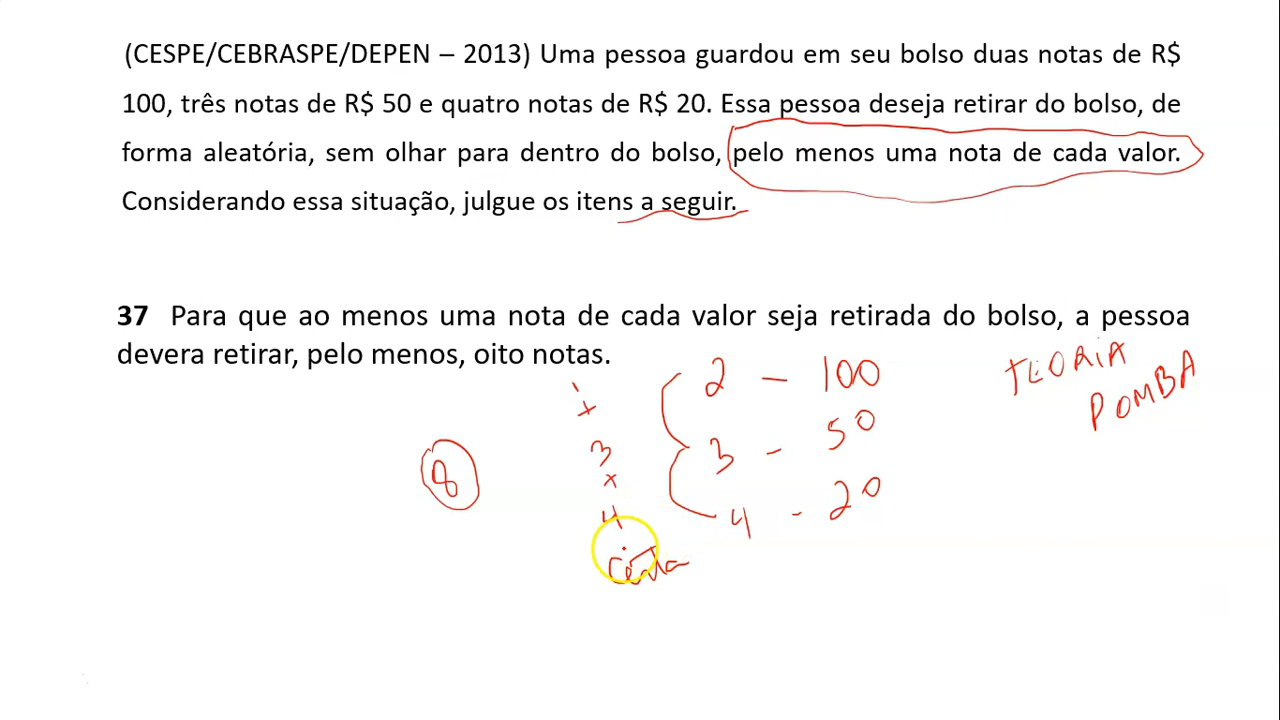 (CESPE/CEBRASPE/DEPEN – 2013) Uma pessoa guardou em seu bolso duas notas de R$
100, três notas de R$ 50 e quatro notas de R$ 20. Essa pessoa deseja retirar do bolso, de
forma aleatória, sem olhar para dentro do bolso, pelo menos uma nota de cada valor.
Considerando essa situação, julgue os itens a seguir.
37 Para que ao menos uma nota de cada valor seja retirada do bolso, a pessoa
devera retirar, pelo menos, oito notas.
TEORIA
POMBA
2 – 100
3 - 50
4 - 20
1
+
3
+
4
8